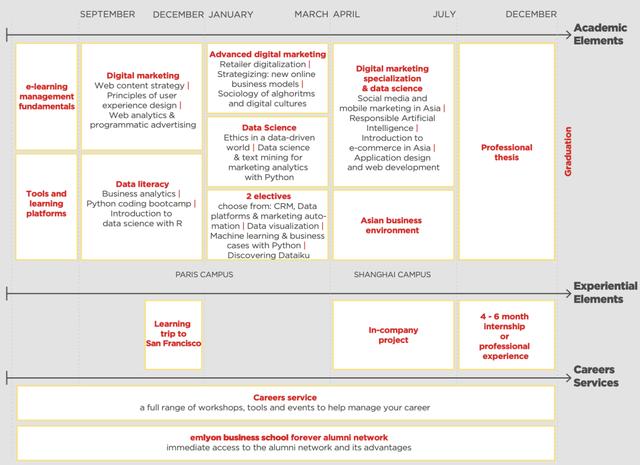 SEPTEMBER DECEMBER JANUARY MARCH APRIL JULY DECEMBER
Academic
Elements
e-learning
management
fundamentals
Tools and
learning
platforms
Digital marketing
Web content strategy |
Principles of user
experience design |
Web analytics &
programmatic advertising
Data literacy
Business analytics |
Python coding bootcamp |
Introduction to
data science with R
Advanced digital marketing
Retailer digitalization |
Strategizing: new online
business models |
Sociology of alghoritms
and digital cultures
Data Science
Ethics in a data-driven
world | Data science
& text mining for
marketing analytics
with Python
2 electives
choose from: CRM, Data
platforms & marketing auto-
mation | Data visualization |
Machine learning & business
cases with Python |
Discovering Dataiku
Digital marketing
specialization
& data science
Social media and
mobile marketing in Asia |
Responsible Artificial
Intelligence |
Introduction to
e-commerce in Asia |
Application design
and web development
Asian business
environment
Professional
thesis
Graduation
PARIS CAMPUS SHANGHAI CAMPUS
Experiential
Elements
Learning
trip to
San Francisco
In-company
project
4 - 6 month
internship
or
professional
experience
Careers
Services
Careers service
a full range of workshops, tools and events to help manage your career
emlyon business school forever alumni network
immediate access to the alumni network and its advantages